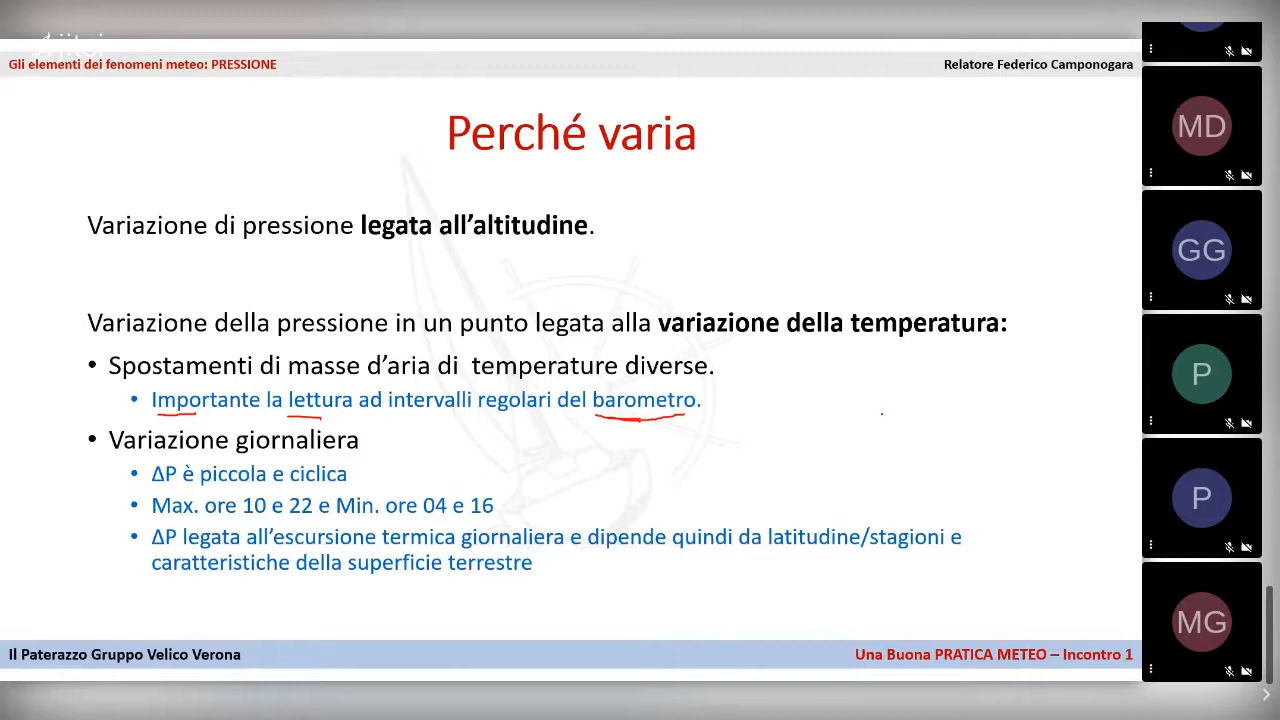 Gli elementi dei fenomeni meteo: PRESSIONE
Relatore Federico Camponogara
Perché varia
Variazione di pressione legata all’altitudine.
Variazione della pressione in un punto legata alla variazione della temperatura:
• Spostamenti di masse d’aria di temperature diverse.
• Importante la lettura ad intervalli regolari del barometro.
• Variazione giornaliera
• ΔP è piccola e ciclica
• Max. ore 10 e 22 e Min. ore 04 e 16
• ΔP legata all’escursione termica giornaliera e dipende quindi da latitudine/stagioni e
caratteristiche della superficie terrestre
Il Paterazzo Gruppo Velico Verona
Una Buona PRATICA METEO – Incontro 1
MD
GG
P
P
MG